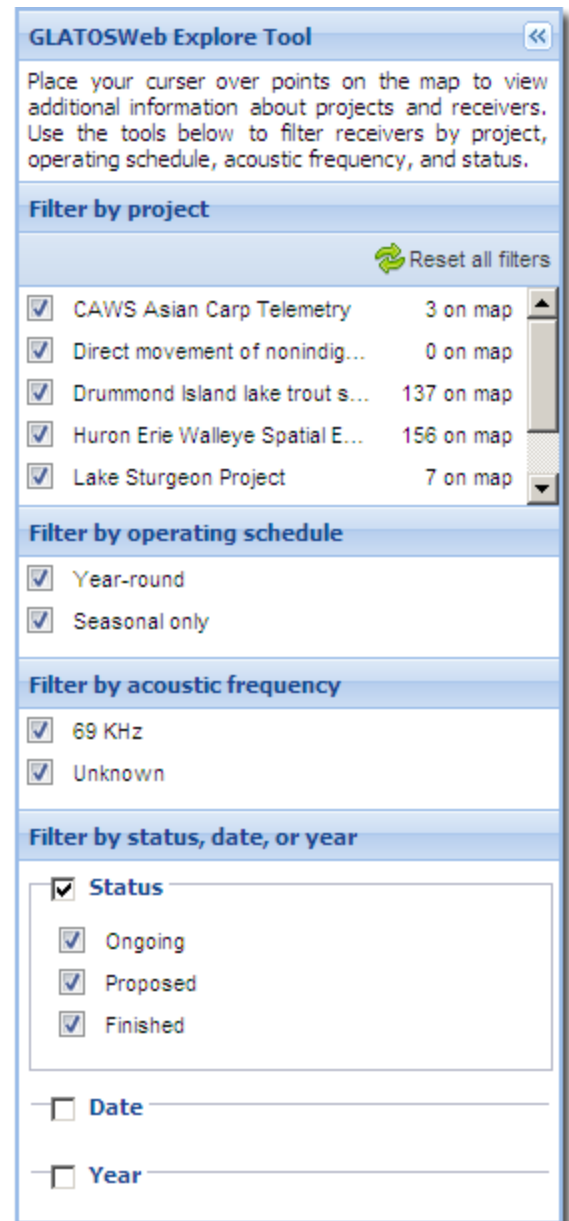 GLATOSWeb Explore Tool
Place your curser over points on the map to view
additional information about projects and receivers.
Use the tools below to filter receivers by project,
operating schedule, acoustic frequency, and status.
Filter by project
Reset all filters
CAWS Asian Carp Telemetry 3 on map
Direct movement of nonindig... 0 on map
Drummond Island lake trout s... 137 on map
Huron Erie Walleye Spatial E... 156 on map
Lake Sturgeon Project 7 on map
Filter by operating schedule
Year-round
Seasonal only
Filter by acoustic frequency
69 KHz
Unknown
Filter by status, date, or year
Status
Ongoing
Proposed
Finished
Date
Year